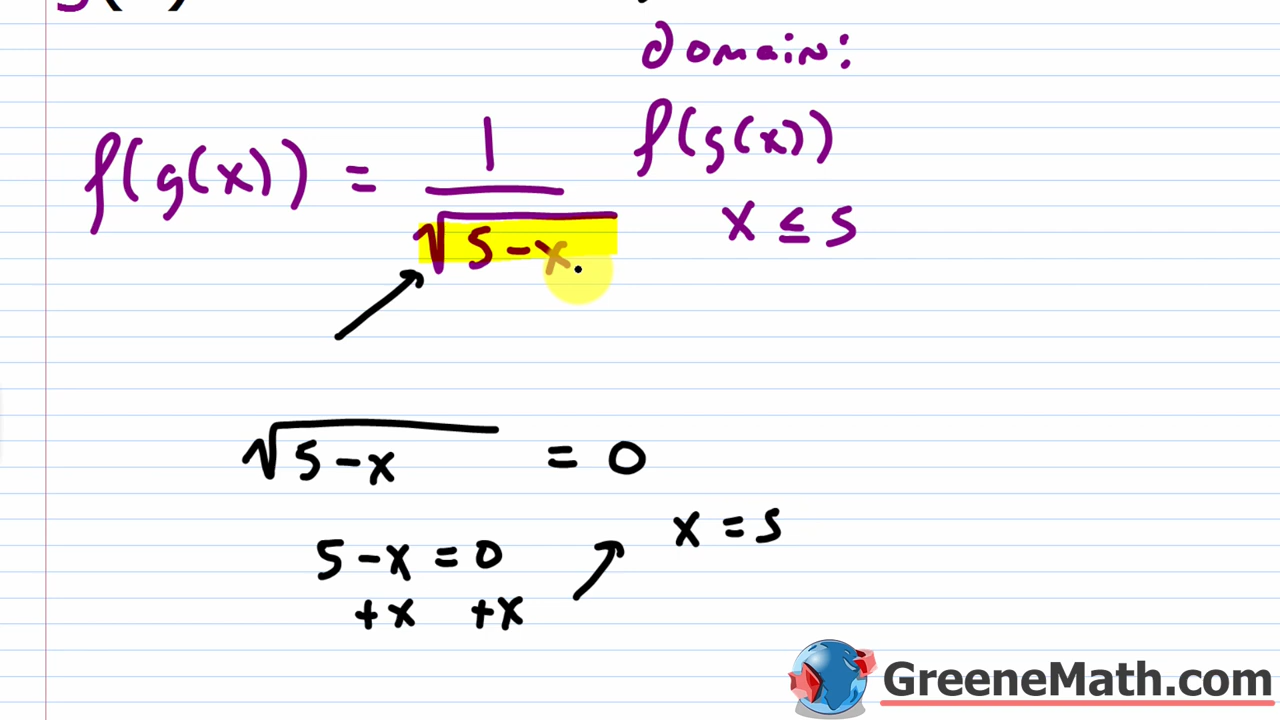 domain:
f(g(x)) = 1 / √5-x
f(g(x))
x ≤ 5
√5-x = 0
x = 5
5-x = 0
+x +x
GreeneMath.com